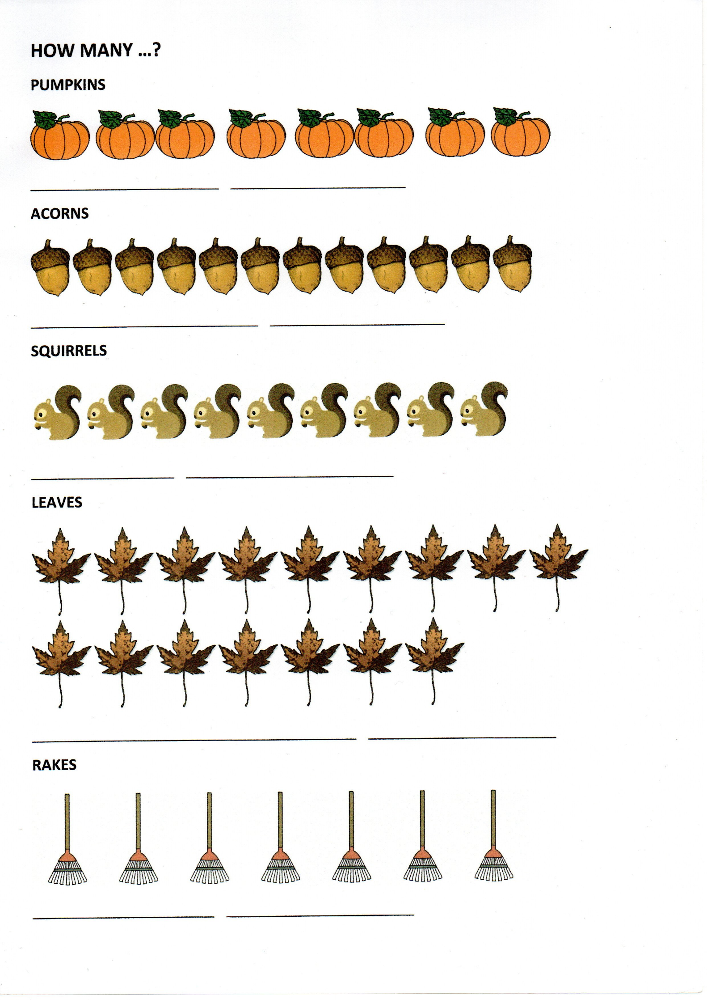 HOW MANY ...?
PUMPKINS
ACORNS
SQUIRRELS
LEAVES
RAKES